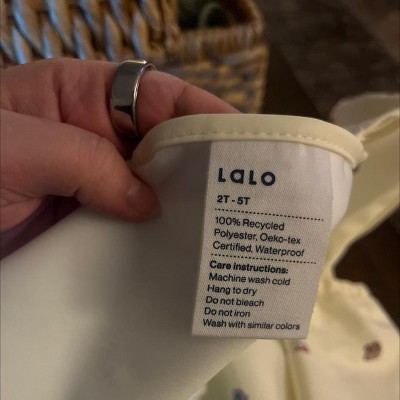 LaLO
2T - 5T
100% Recycled
Polyester, Oeko-tex
Certified, Waterproof
Care instructions:
Machine wash cold
Hang to dry
Do not bleach
Do not iron
Wash with similar colors